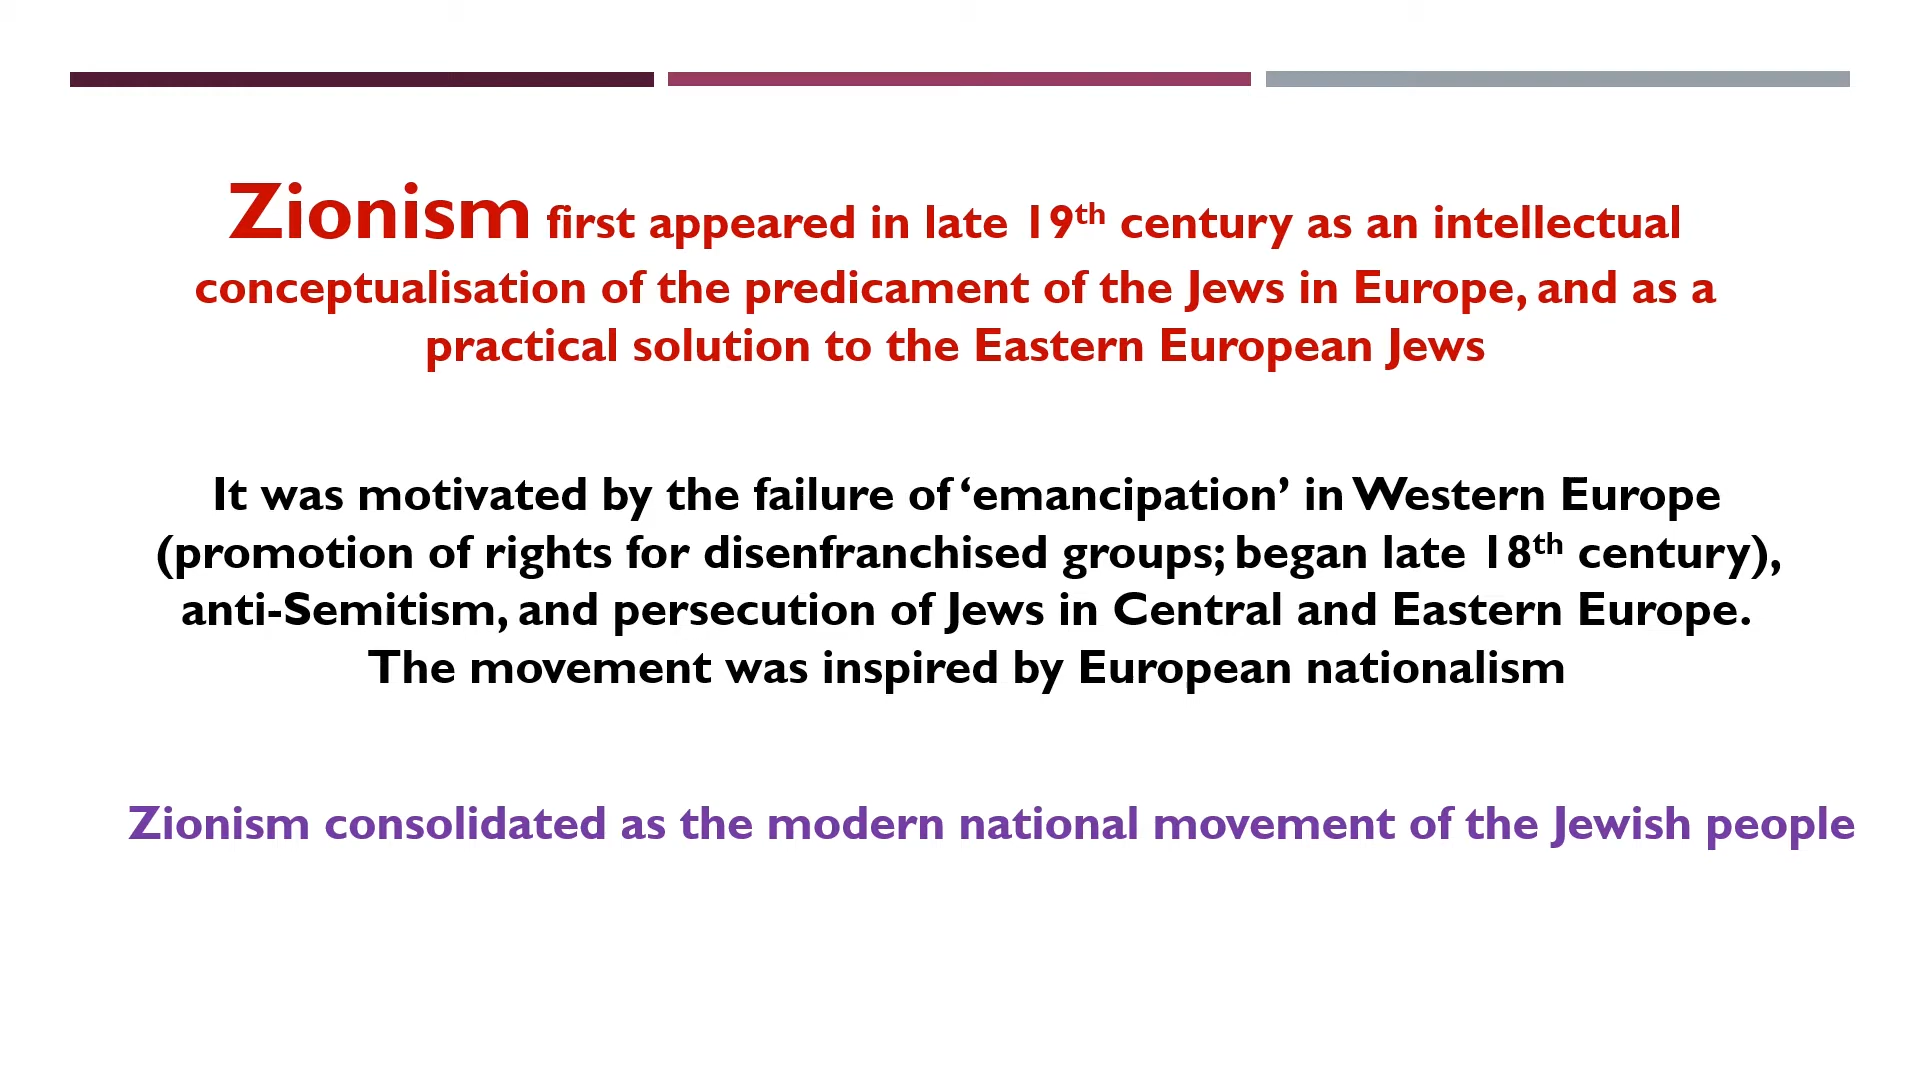 Zionism first appeared in late 19th century as an intellectual
conceptualisation of the predicament of the Jews in Europe, and as a
practical solution to the Eastern European Jews
It was motivated by the failure of ‘emancipation’ in Western Europe
(promotion of rights for disenfranchised groups; began late 18th century),
anti-Semitism, and persecution of Jews in Central and Eastern Europe.
The movement was inspired by European nationalism
Zionism consolidated as the modern national movement of the Jewish people